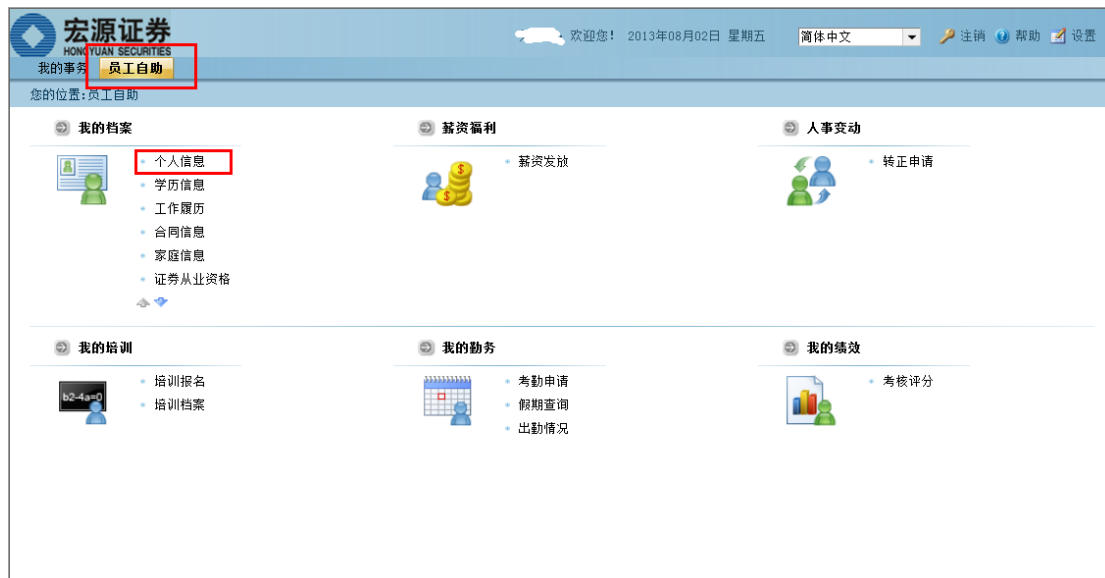 宏源证券
HONGYUAN SECURITIES
欢迎您! 2013年08月02日 星期五 简体中文 注销 帮助 设置
我的事务 员工自助
您的位置:员工自助
我的档案
个人信息
学历信息
工作履历
合同信息
家庭信息
证券从业资格
薪资福利
薪资发放
人事变动
转正申请
我的培训
b2-4a=0
培训报名
培训档案
我的勤务
考勤申请
假期查询
出勤情况
我的绩效
考核评分